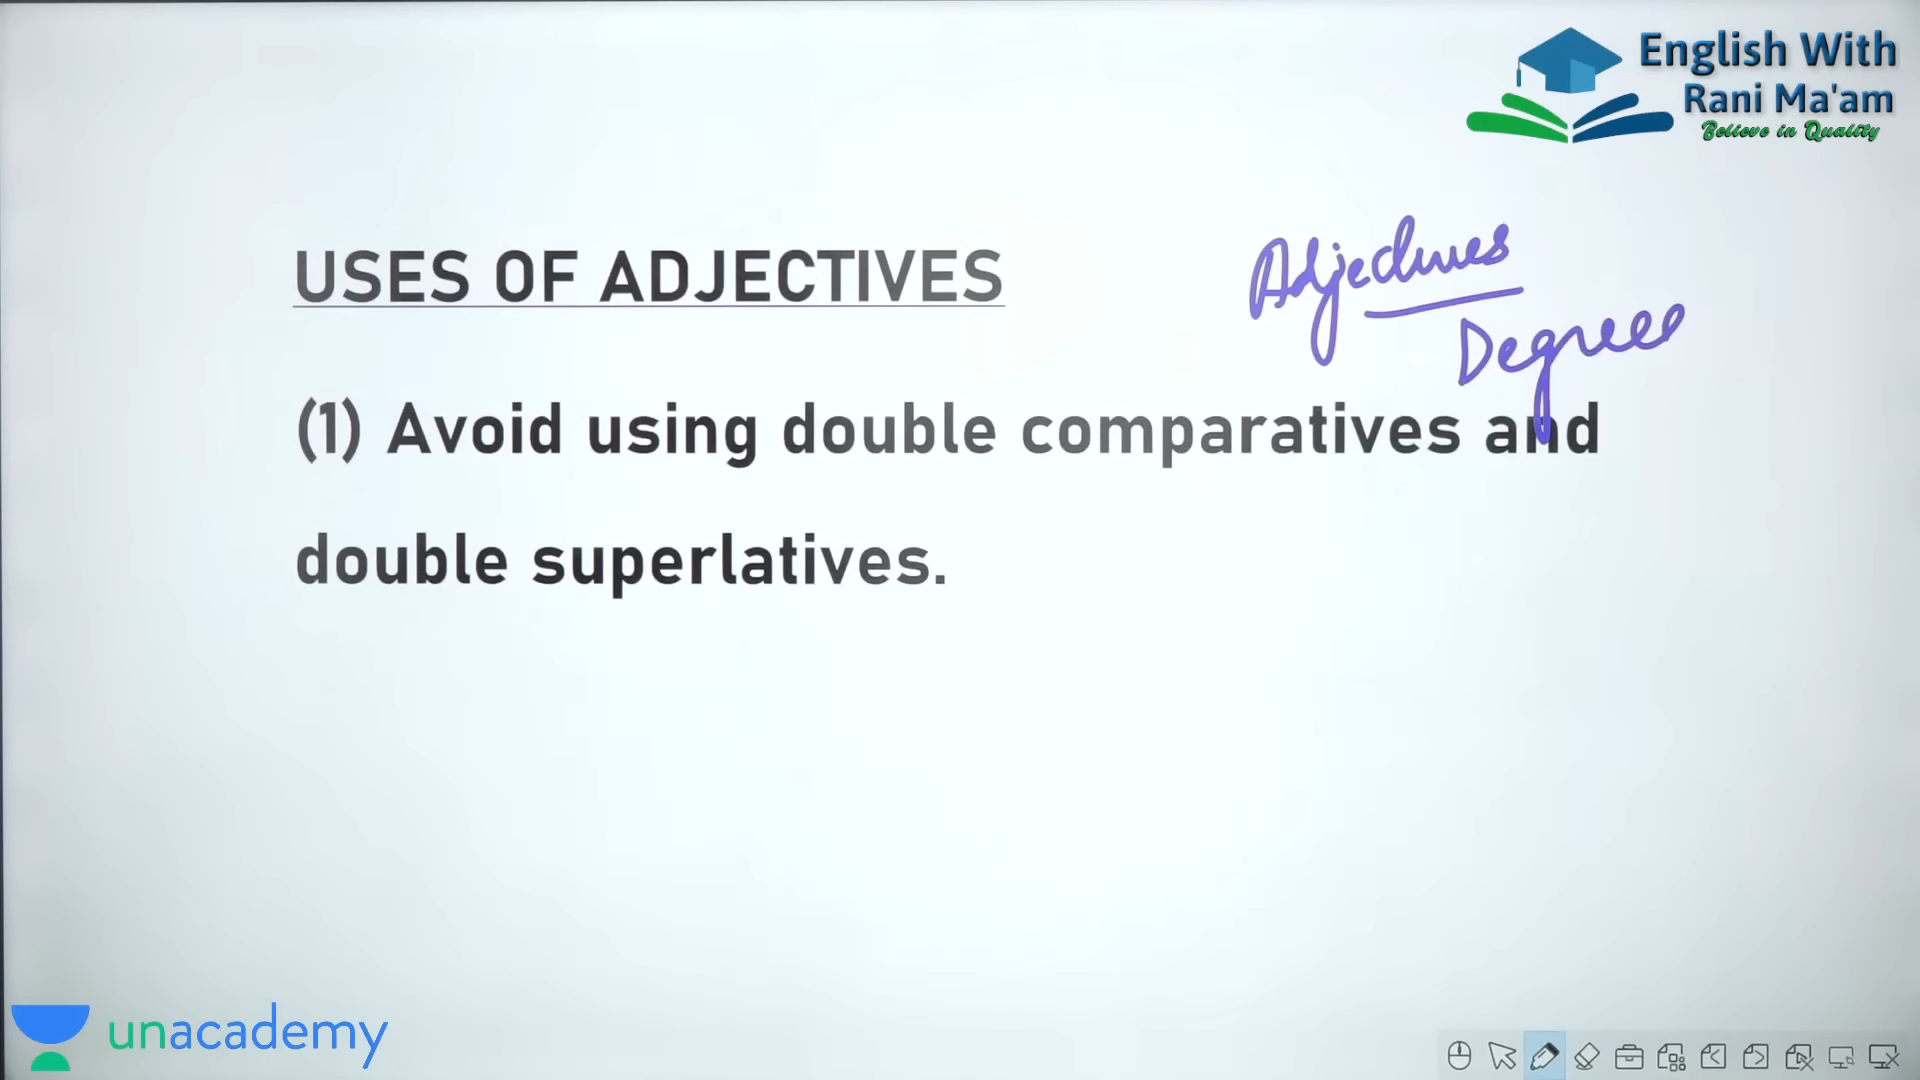 English With
Rani Ma'am
Believe in Quality
USES OF ADJECTIVES
Adjectives
Degrees
(1) Avoid using double comparatives and
double superlatives.
unacademy